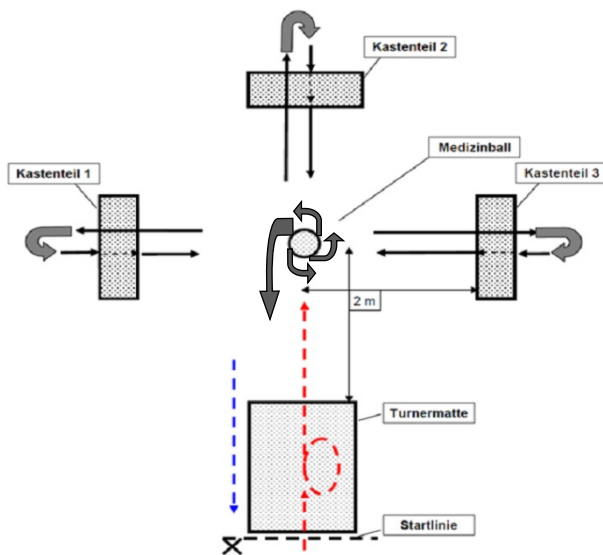 Kastenteil 2
Medizinball
Kastenteil 1
Kastenteil 3
2 m
Turnermatte
Startlinie